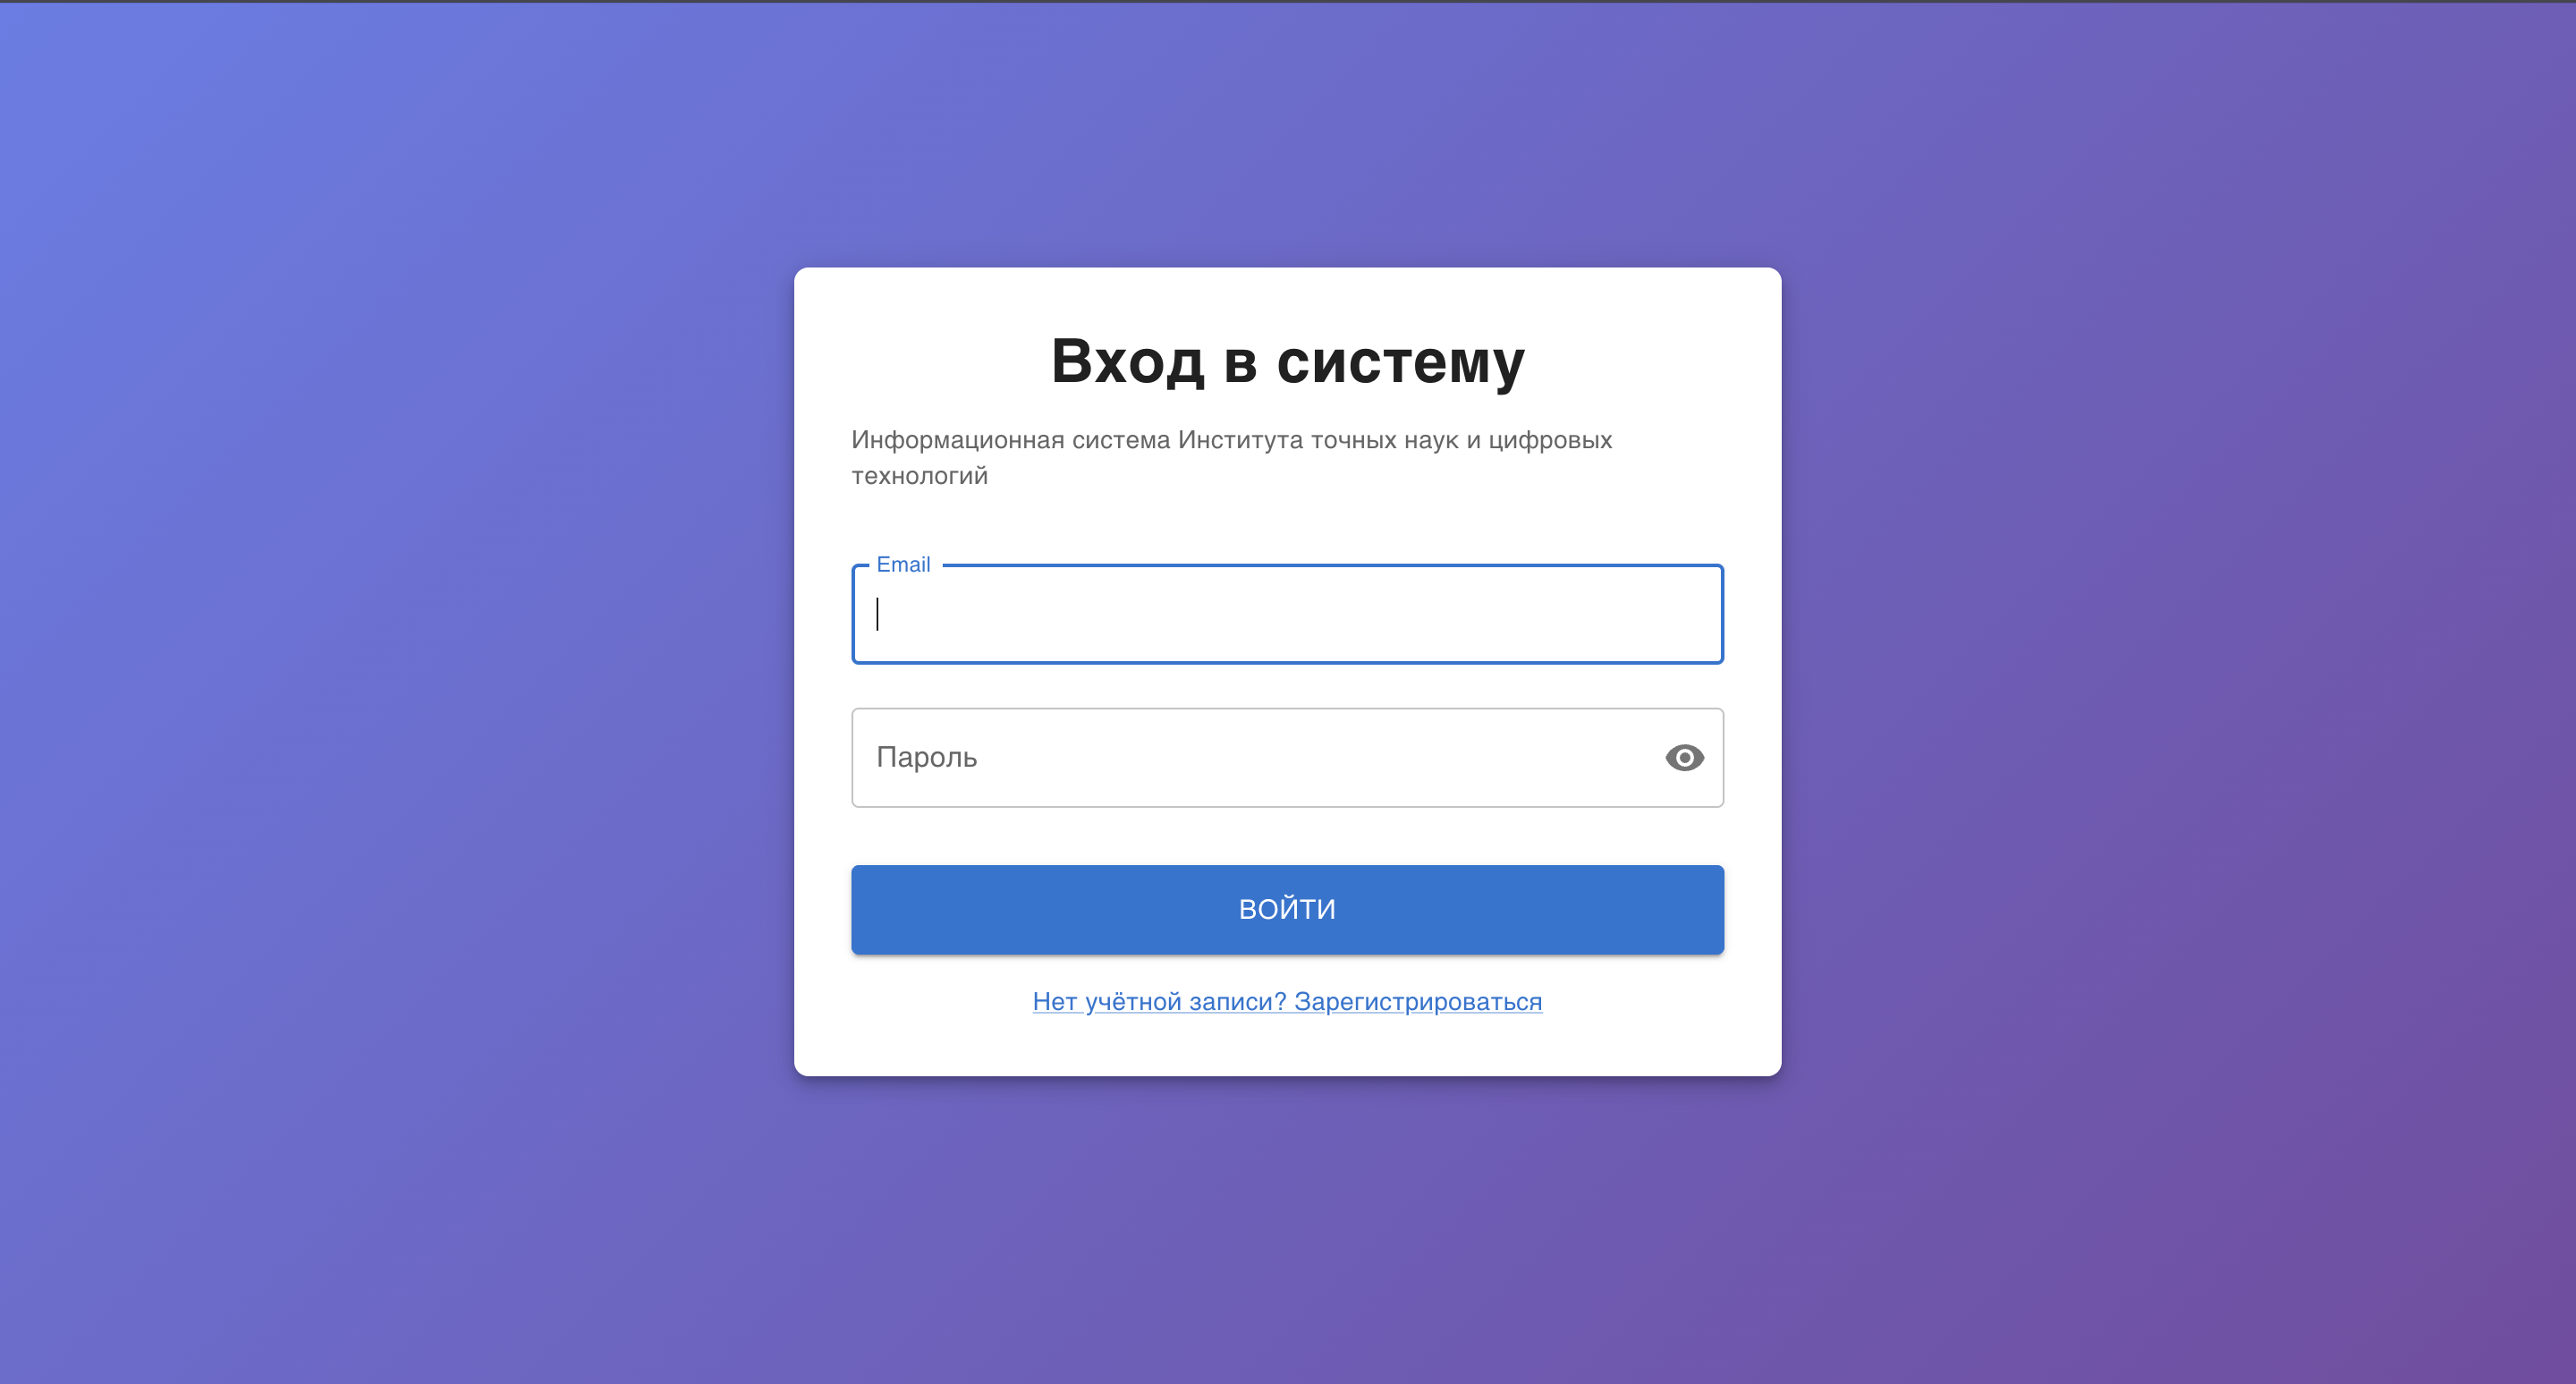 Вход в систему
Информационная система Института точных наук и цифровых
технологий
Email
Пароль
ВОЙТИ
Нет учётной записи? Зарегистрироваться